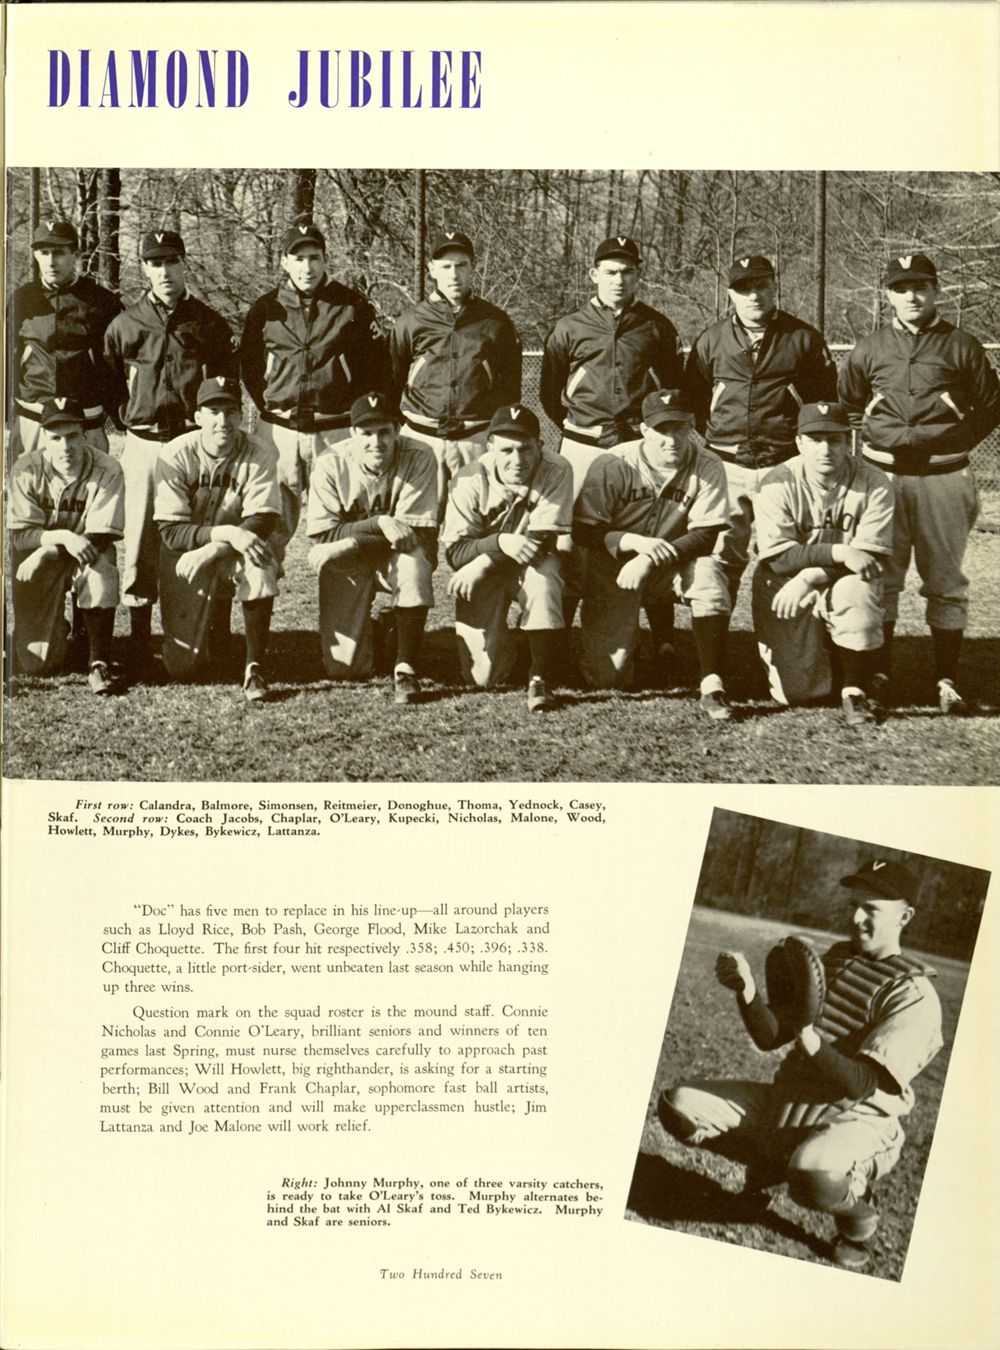 DIAMOND JUBILEE
First row: Calandra, Balmore, Simonsen, Reitmeier, Donoghue, Thoma, Yednock, Casey,
Skaf. Second row: Coach Jacobs, Chaplar, O'Leary, Kupecki, Nicholas, Malone, Wood,
Howlett, Murphy, Dykes, Bykewicz, Lattanza.
"Doc" has five men to replace in his line-up—all around players
such as Lloyd Rice, Bob Pash, George Flood, Mike Lazorchak and
Cliff Choquette. The first four hit respectively .358; .450; .396; .338.
Choquette, a little port-sider, went unbeaten last season while hanging
up three wins.
Question mark on the squad roster is the mound staff. Connie
Nicholas and Connie O'Leary, brilliant seniors and winners of ten
games last Spring, must nurse themselves carefully to approach past
performances; Will Howlett, big righthander, is asking for a starting
berth; Bill Wood and Frank Chaplar, sophomore fast ball artists,
must be given attention and will make upperclassmen hustle; Jim
Lattanza and Joe Malone will work relief.
Right: Johnny Murphy, one of three varsity catchers,
is ready to take O'Leary's toss. Murphy alternates be-
hind the bat with Al Skaf and Ted Bykewicz. Murphy
and Skaf are seniors.
Two Hundred Seven